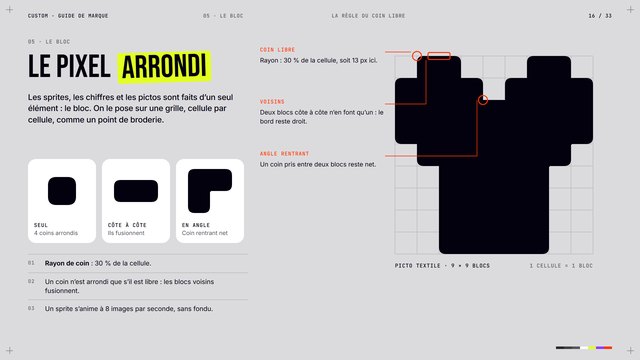 CUSTOM · GUIDE DE MARQUE
05 · LE BLOC
LA RÈGLE DU COIN LIBRE
16 / 33
05 · LE BLOC
LE PIXEL ARRONDI
Les sprites, les chiffres et les pictos sont faits d’un seul
élément : le bloc. On le pose sur une grille, cellule par
cellule, comme un point de broderie.
SEUL
4 coins arrondis
CÔTE À CÔTE
Ils fusionnent
EN ANGLE
Coin rentrant net
01 Rayon de coin : 30 % de la cellule.
02 Un coin n’est arrondi que s’il est libre : les blocs voisins
fusionnent.
03 Un sprite s’anime à 8 images par seconde, sans fondu.
COIN LIBRE
Rayon : 30 % de la cellule, soit 13 px ici.
VOISINS
Deux blocs côte à côte n’en font qu’un : le
bord reste droit.
ANGLE RENTRANT
Un coin pris entre deux blocs reste net.
PICTO TEXTILE · 9 × 9 BLOCS
1 CELLULE = 1 BLOC